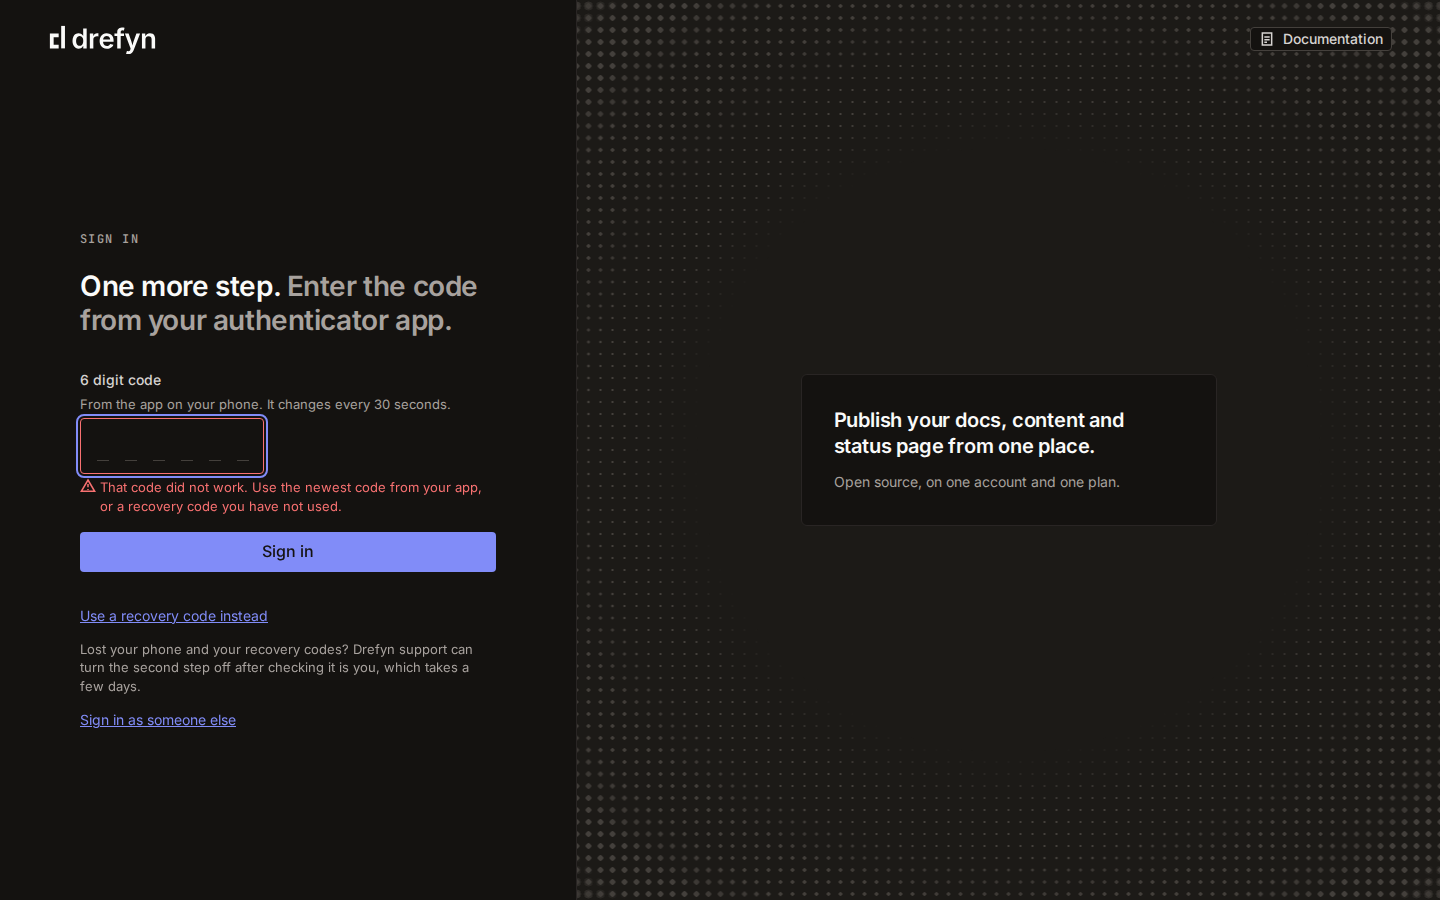 drefyn
Documentation
SIGN IN
One more step. Enter the code
from your authenticator app.
6 digit code
From the app on your phone. It changes every 30 seconds.
_ _ _ _ _ _
That code did not work. Use the newest code from your app,
or a recovery code you have not used.
Sign in
Use a recovery code instead
Lost your phone and your recovery codes? Drefyn support can
turn the second step off after checking it is you, which takes a
few days.
Sign in as someone else
Publish your docs, content and
status page from one place.
Open source, on one account and one plan.